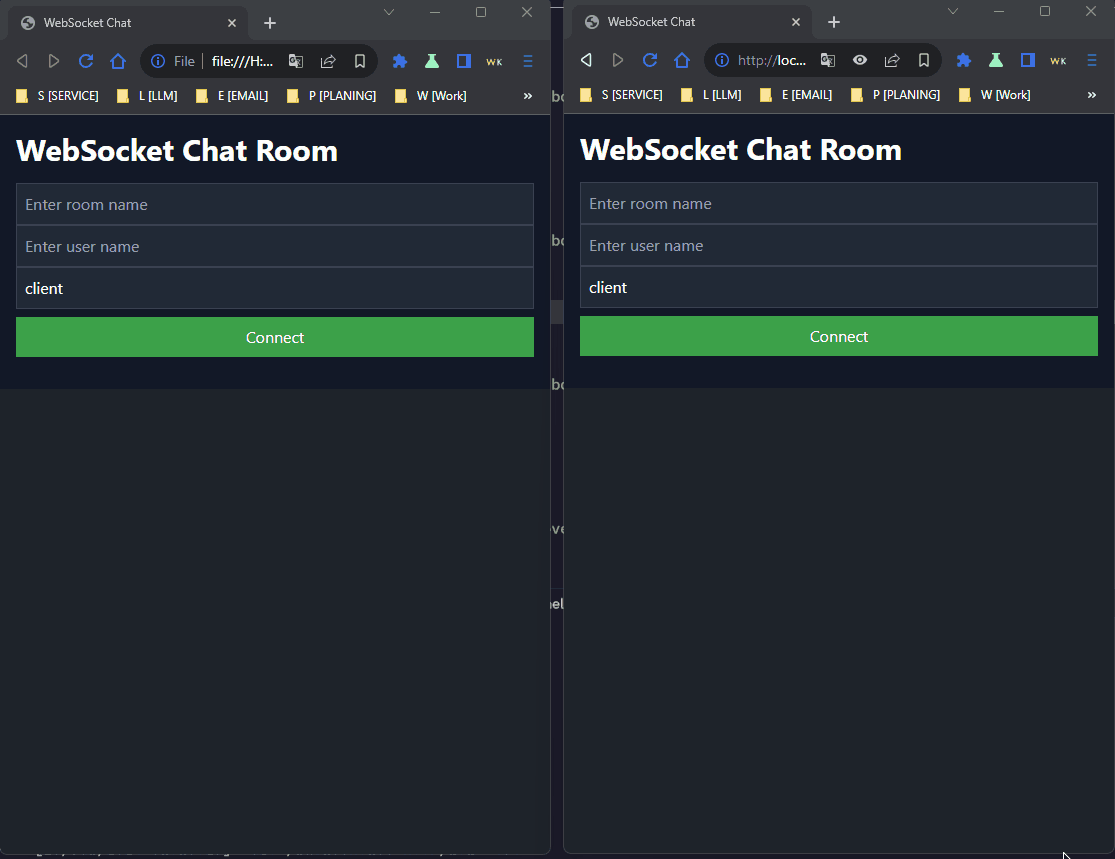 WebSocket Chat
File file:///H:...
S [SERVICE] L [LLM] E [EMAIL] P [PLANING] W [Work] »
WebSocket Chat Room
Enter room name
Enter user name
client
Connect
WebSocket Chat
http://loc...
S [SERVICE] L [LLM] E [EMAIL] P [PLANING] W [Work] »
WebSocket Chat Room
Enter room name
Enter user name
client
Connect